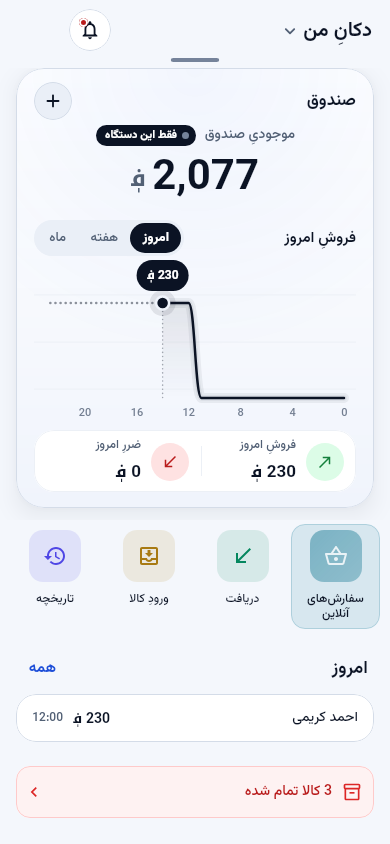 دکانِ من
صندوق
موجودیِ صندوق
فقط این دستگاه
2,077 ؋
فروشِ امروز
امروز
هفته
ماه
230 ؋
20 16 12 8 4 0
فروشِ امروز
230 ؋
ضررِ امروز
0 ؋
سفارش‌های
آنلاین
دریافت
ورودِ کالا
تاریخچه
امروز
همه
احمد کریمی
230 ؋
12:00
3 کالا تمام شده